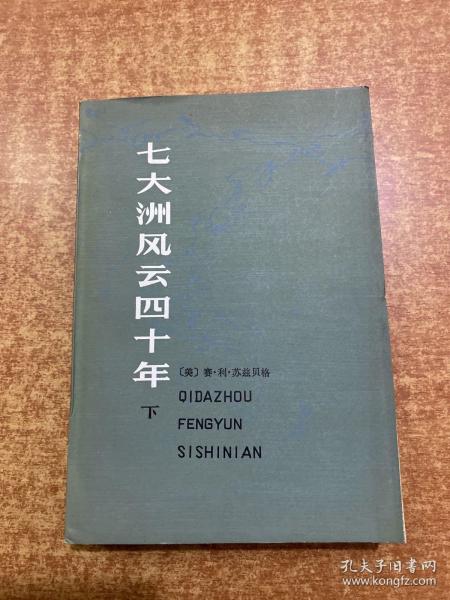 七大洲风云四十年
下
〔美〕赛·利·苏兹贝格
QIDAZHOU
FENGYUN
SISHINIAN
孔夫子旧书网
www.kongfz.com